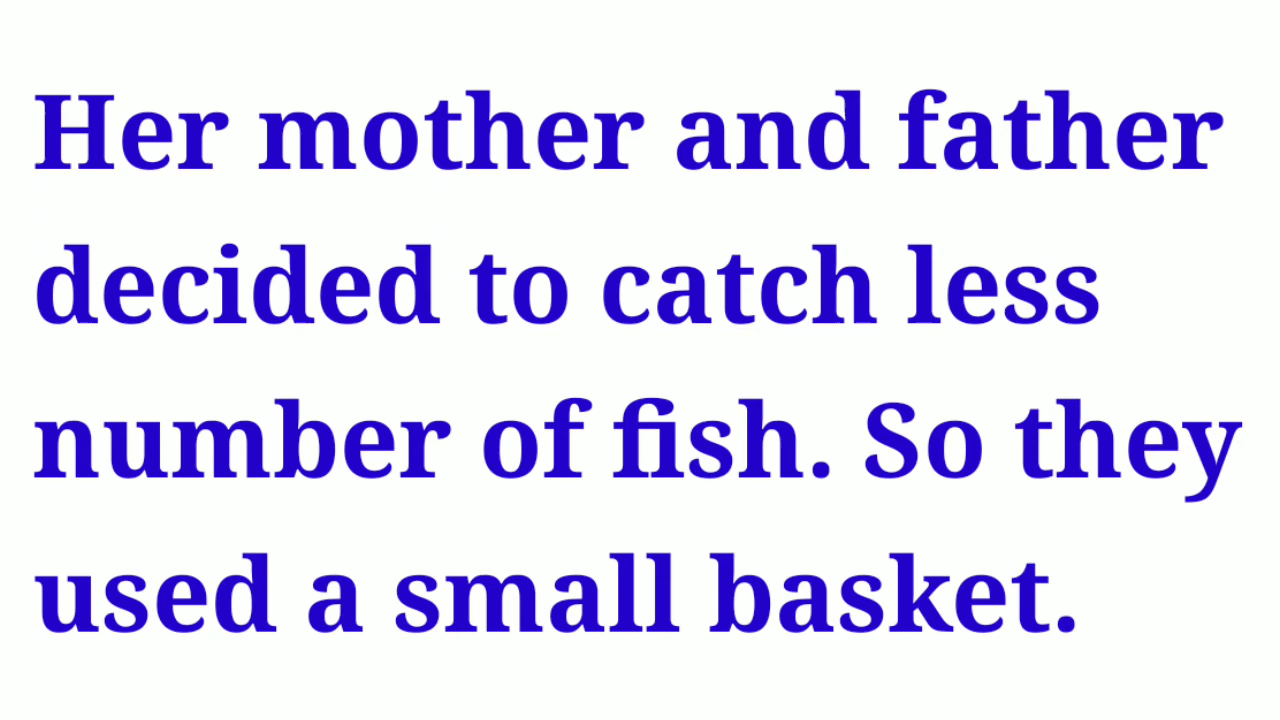 Her mother and father
decided to catch less
number of fish. So they
used a small basket.